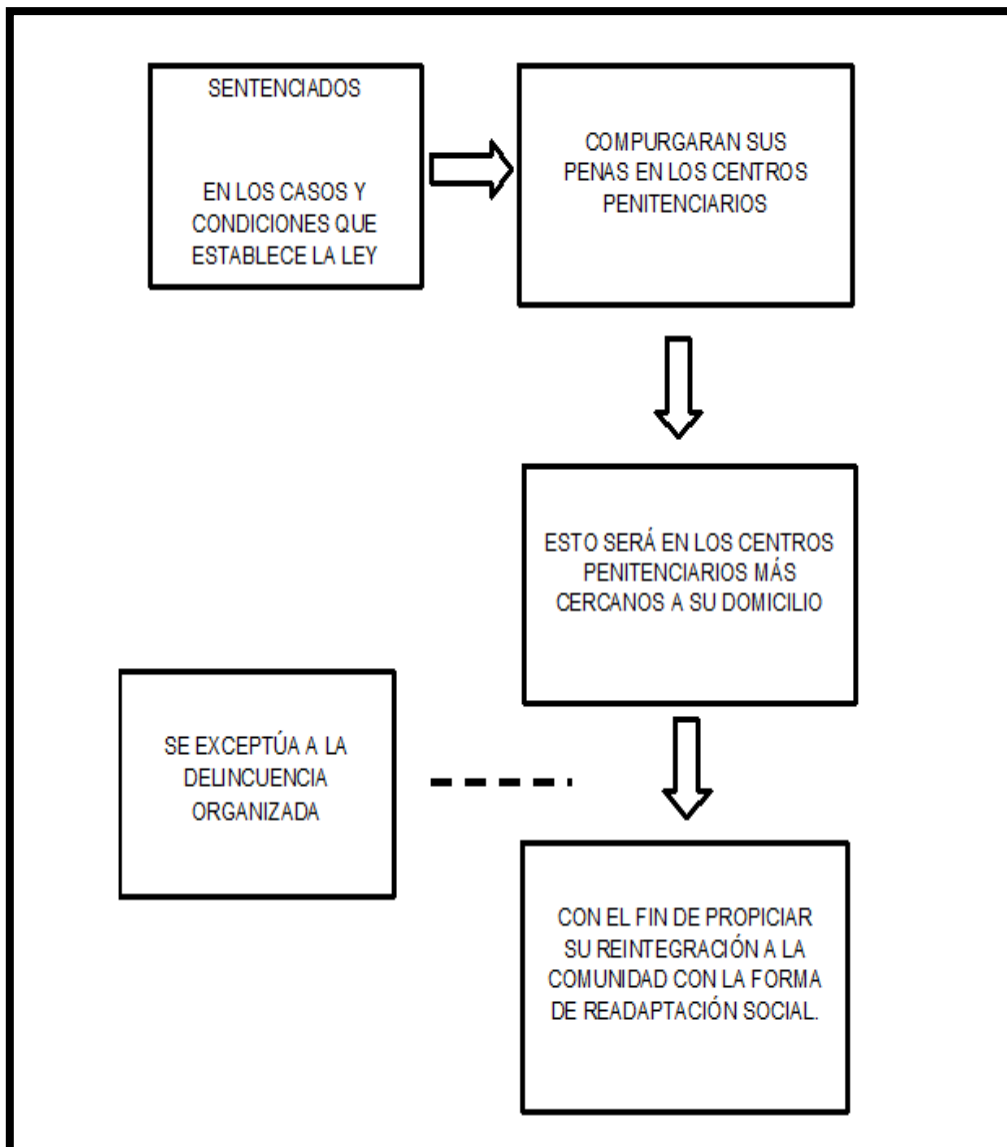 SENTENCIADOS
EN LOS CASOS Y
CONDICIONES QUE
ESTABLECE LA LEY
COMPURGARAN SUS
PENAS EN LOS CENTROS
PENITENCIARIOS
ESTO SERÁ EN LOS CENTROS
PENITENCIARIOS MÁS
CERCANOS A SU DOMICILIO
SE EXCEPTÚA A LA
DELINCUENCIA
ORGANIZADA
CON EL FIN DE PROPICIAR
SU REINTEGRACIÓN A LA
COMUNIDAD CON LA FORMA
DE READAPTACIÓN SOCIAL.